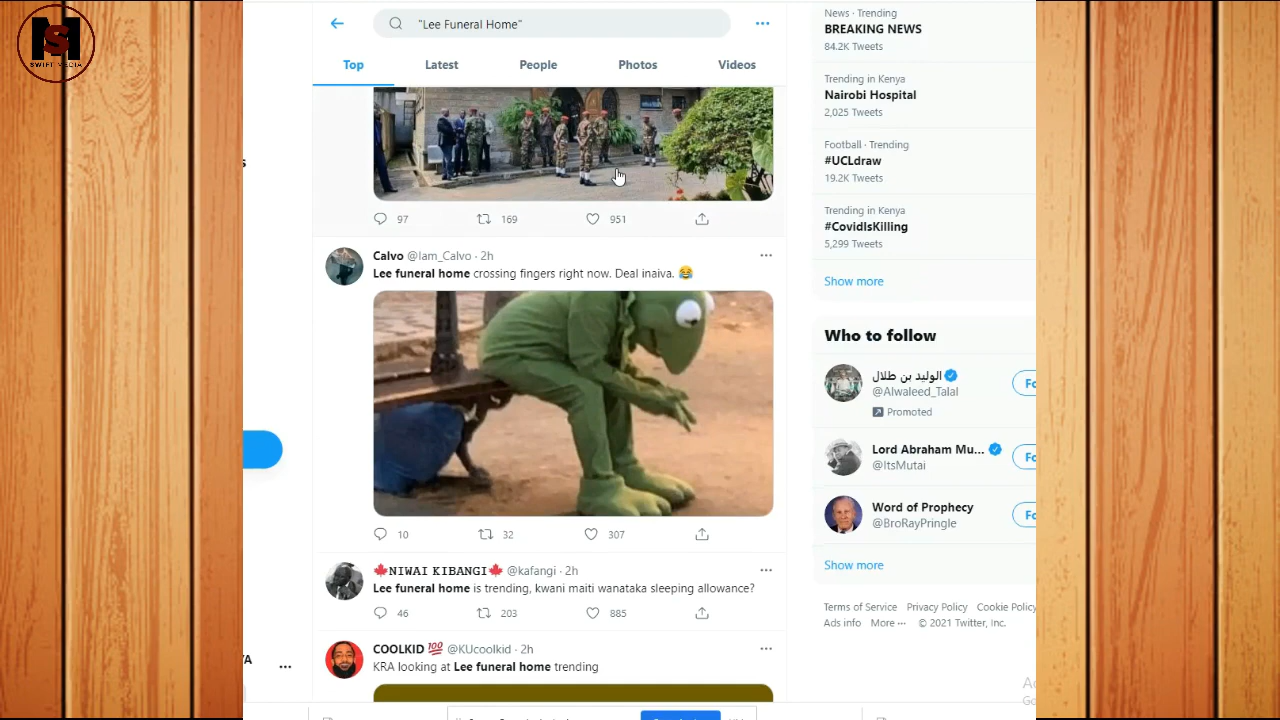 SWIFT MEDIA
"Lee Funeral Home"
Top
Latest
People
Photos
Videos
97
169
951
Calvo @Iam_Calvo · 2h
Lee funeral home crossing fingers right now. Deal inaiva. 😂
10
32
307
🍁NIWAI KIBANGI🍁 @kafangi · 2h
Lee funeral home is trending, kwani maiti wanataka sleeping allowance?
46
203
885
COOLKID 💯 @KUcoolkid · 2h
KRA looking at Lee funeral home trending
News · Trending
BREAKING NEWS
84.2K Tweets
Trending in Kenya
Nairobi Hospital
2,025 Tweets
Football · Trending
#UCLdraw
19.2K Tweets
Trending in Kenya
#CovidIsKilling
5,299 Tweets
Show more
Who to follow
الوليد بن طلال
@Alwaleed_Talal
Fo
Promoted
Lord Abraham Mu...
@ItsMutai
Fo
Word of Prophecy
@BroRayPringle
Fo
Show more
Terms of Service Privacy Policy Cookie Policy
Ads info More ··· © 2021 Twitter, Inc.